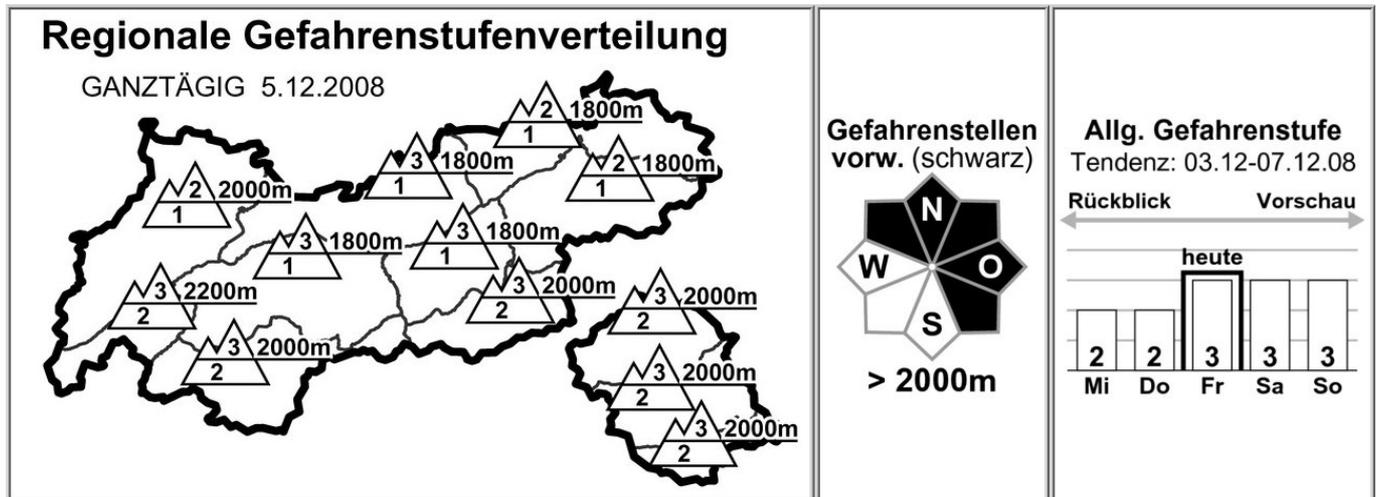 Regionale Gefahrenstufenverteilung
GANZTÄGIG 5.12.2008
2 1800m
1
3 1800m
1
2 1800m
1
2 2000m
1
3 1800m
1
3 1800m
1
3 2200m
2
3 2000m
2
3 2000m
2
3 2000m
2
3 2000m
2
3 2000m
2
Gefahrenstellen
vorw. (schwarz)
N
W
O
S
> 2000m
Allg. Gefahrenstufe
Tendenz: 03.12-07.12.08
Rückblick Vorschau
heute
2 2 3 3 3
Mi Do Fr Sa So